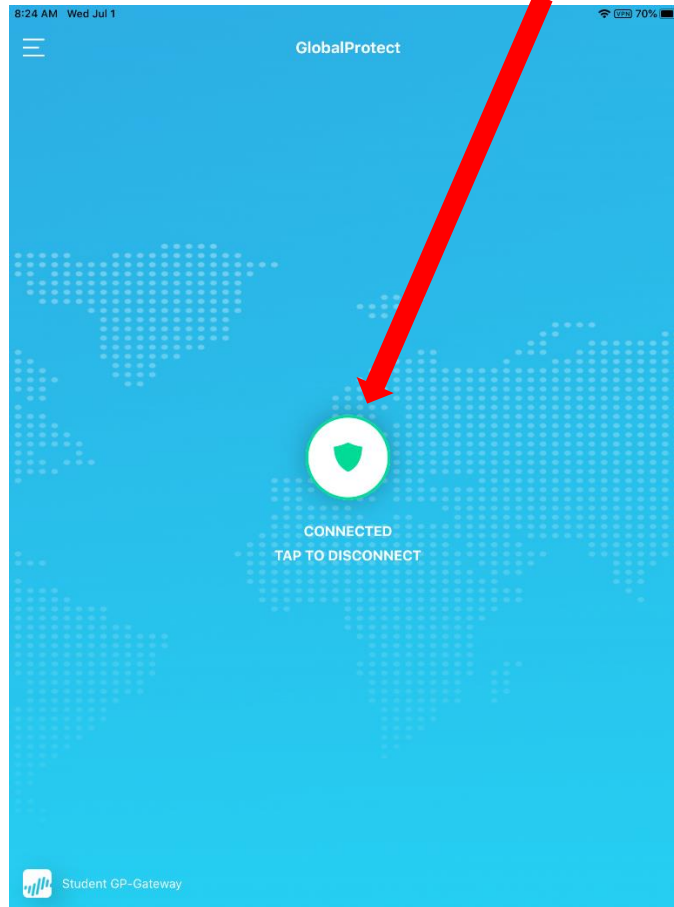 8:24 AM Wed Jul 1 VPN 70%
GlobalProtect
CONNECTED
TAP TO DISCONNECT
Student GP-Gateway